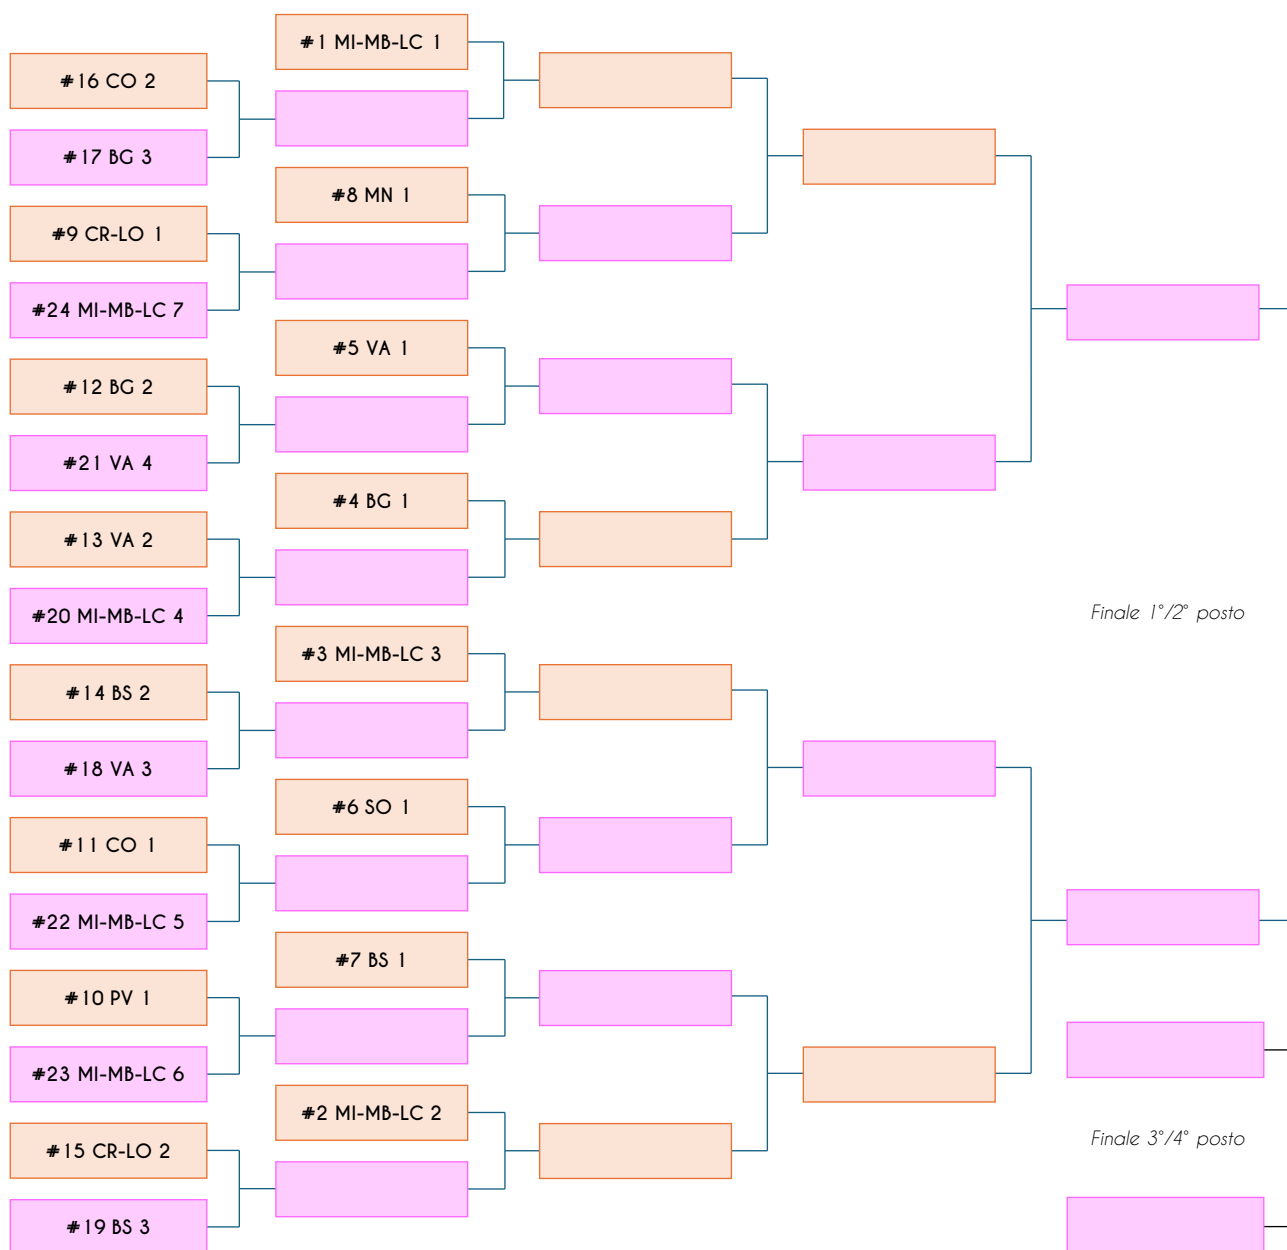 #16 CO 2
#17 BG 3
#9 CR-LO 1
#24 MI-MB-LC 7
#12 BG 2
#21 VA 4
#13 VA 2
#20 MI-MB-LC 4
#14 BS 2
#18 VA 3
#11 CO 1
#22 MI-MB-LC 5
#10 PV 1
#23 MI-MB-LC 6
#15 CR-LO 2
#19 BS 3
#1 MI-MB-LC 1
#8 MN 1
#5 VA 1
#4 BG 1
#3 MI-MB-LC 3
#6 SO 1
#7 BS 1
#2 MI-MB-LC 2
Finale 1°/2° posto
Finale 3°/4° posto